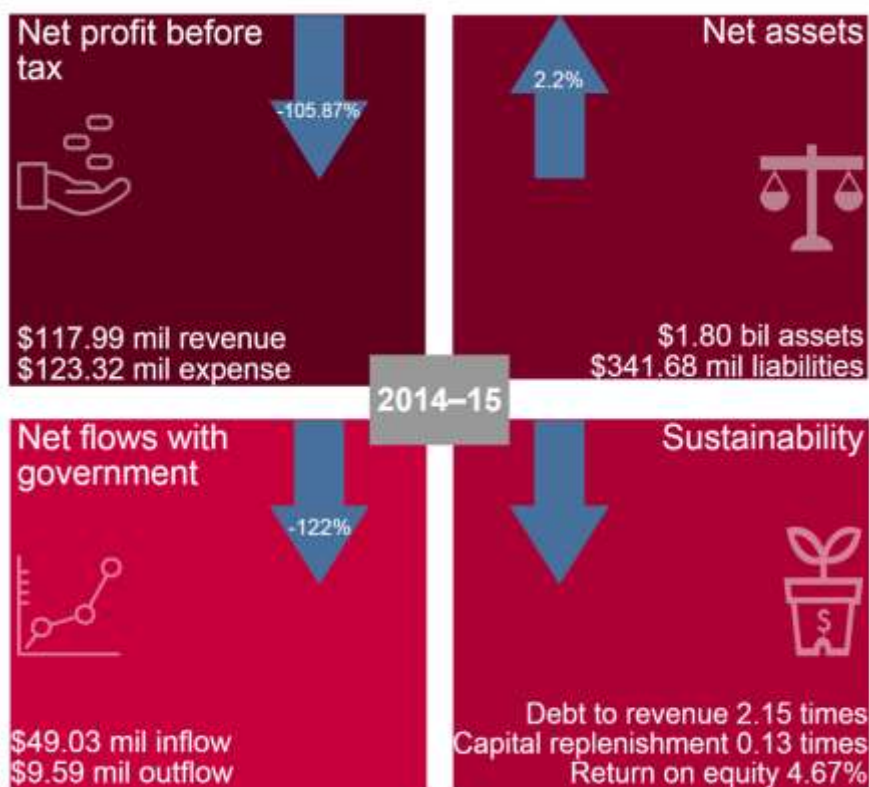 Net profit before
tax
-105.87%
$117.99 mil revenue
$123.32 mil expense
Net assets
2.2%
$1.80 bil assets
$341.68 mil liabilities
2014–15
Net flows with
government
-122%
$49.03 mil inflow
$9.59 mil outflow
Sustainability
$
Debt to revenue 2.15 times
Capital replenishment 0.13 times
Return on equity 4.67%